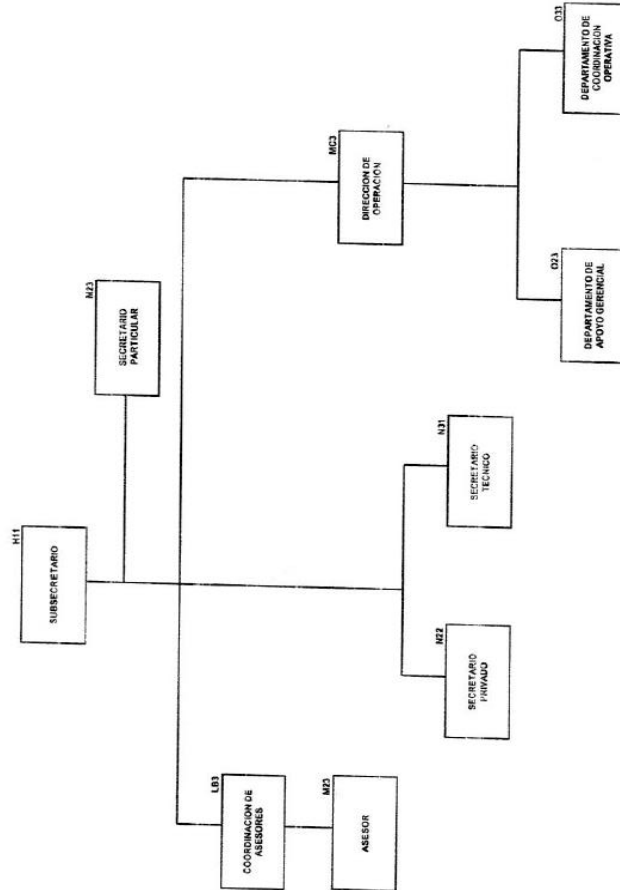 H11
SUBSECRETARIO
N23
SECRETARIO
PARTICULAR
LB3
COORDINACION DE
ASESORES
M23
ASESOR
MC3
DIRECCION DE
OPERACION
N22
SECRETARIO
PRIVADO
N31
SECRETARIO
TECNICO
O23
DEPARTAMENTO DE
APOYO GERENCIAL
O33
DEPARTAMENTO DE
COORDINACION
OPERATIVA